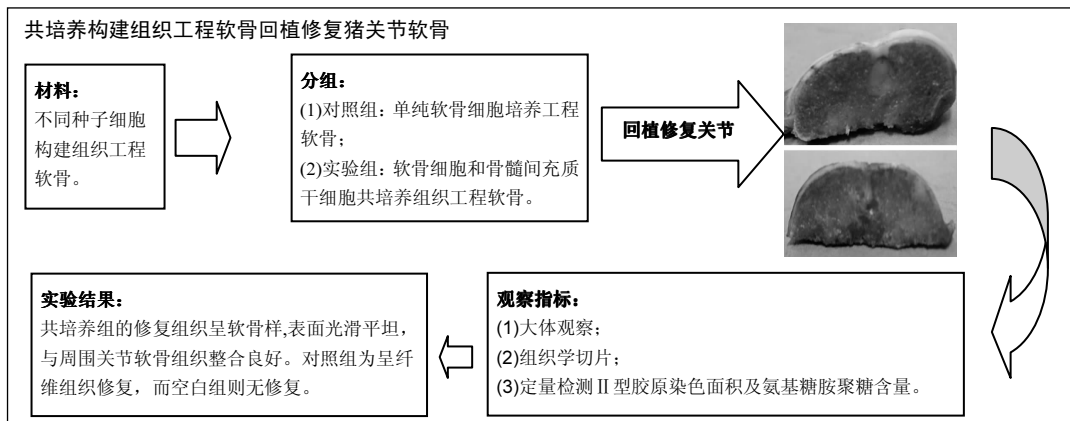 共培养构建组织工程软骨回植修复猪关节软骨
材料：
不同种子细胞
构建组织工程
软骨。
分组：
(1)对照组：单纯软骨细胞培养工程
软骨；
(2)实验组：软骨细胞和骨髓间充质
干细胞共培养组织工程软骨。
回植修复关节
观察指标：
(1)大体观察；
(2)组织学切片；
(3)定量检测Ⅱ型胶原染色面积及氨基糖胺聚糖含量。
实验结果：
共培养组的修复组织呈软骨样,表面光滑平坦，
与周围关节软骨组织整合良好。对照组为呈纤
维组织修复，而空白组则无修复。